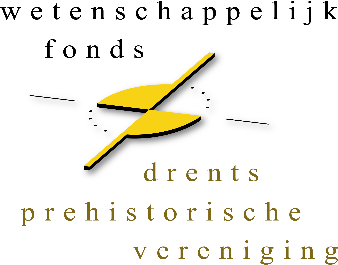 wetenschappelijk
fonds
drents
prehistorische
vereniging